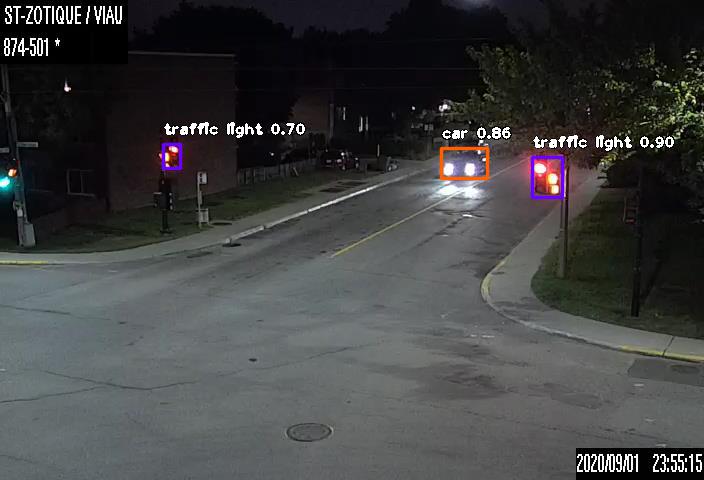 ST-ZOTIQUE / VIAU
874-501 *
traffic light 0.70
car 0.86
traffic light 0.90
2020/09/01 23:55:15